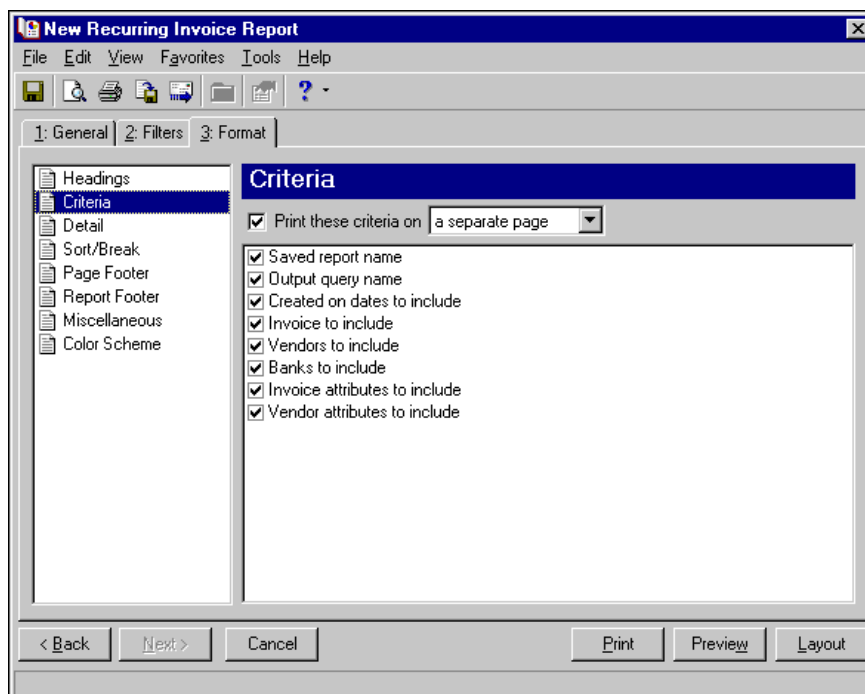 New Recurring Invoice Report
File Edit View Favorites Tools Help
?
1: General 2: Filters 3: Format
Headings
Criteria
Detail
Sort/Break
Page Footer
Report Footer
Miscellaneous
Color Scheme
Criteria
Print these criteria on a separate page
Saved report name
Output query name
Created on dates to include
Invoice to include
Vendors to include
Banks to include
Invoice attributes to include
Vendor attributes to include
< Back Next > Cancel Print Preview Layout